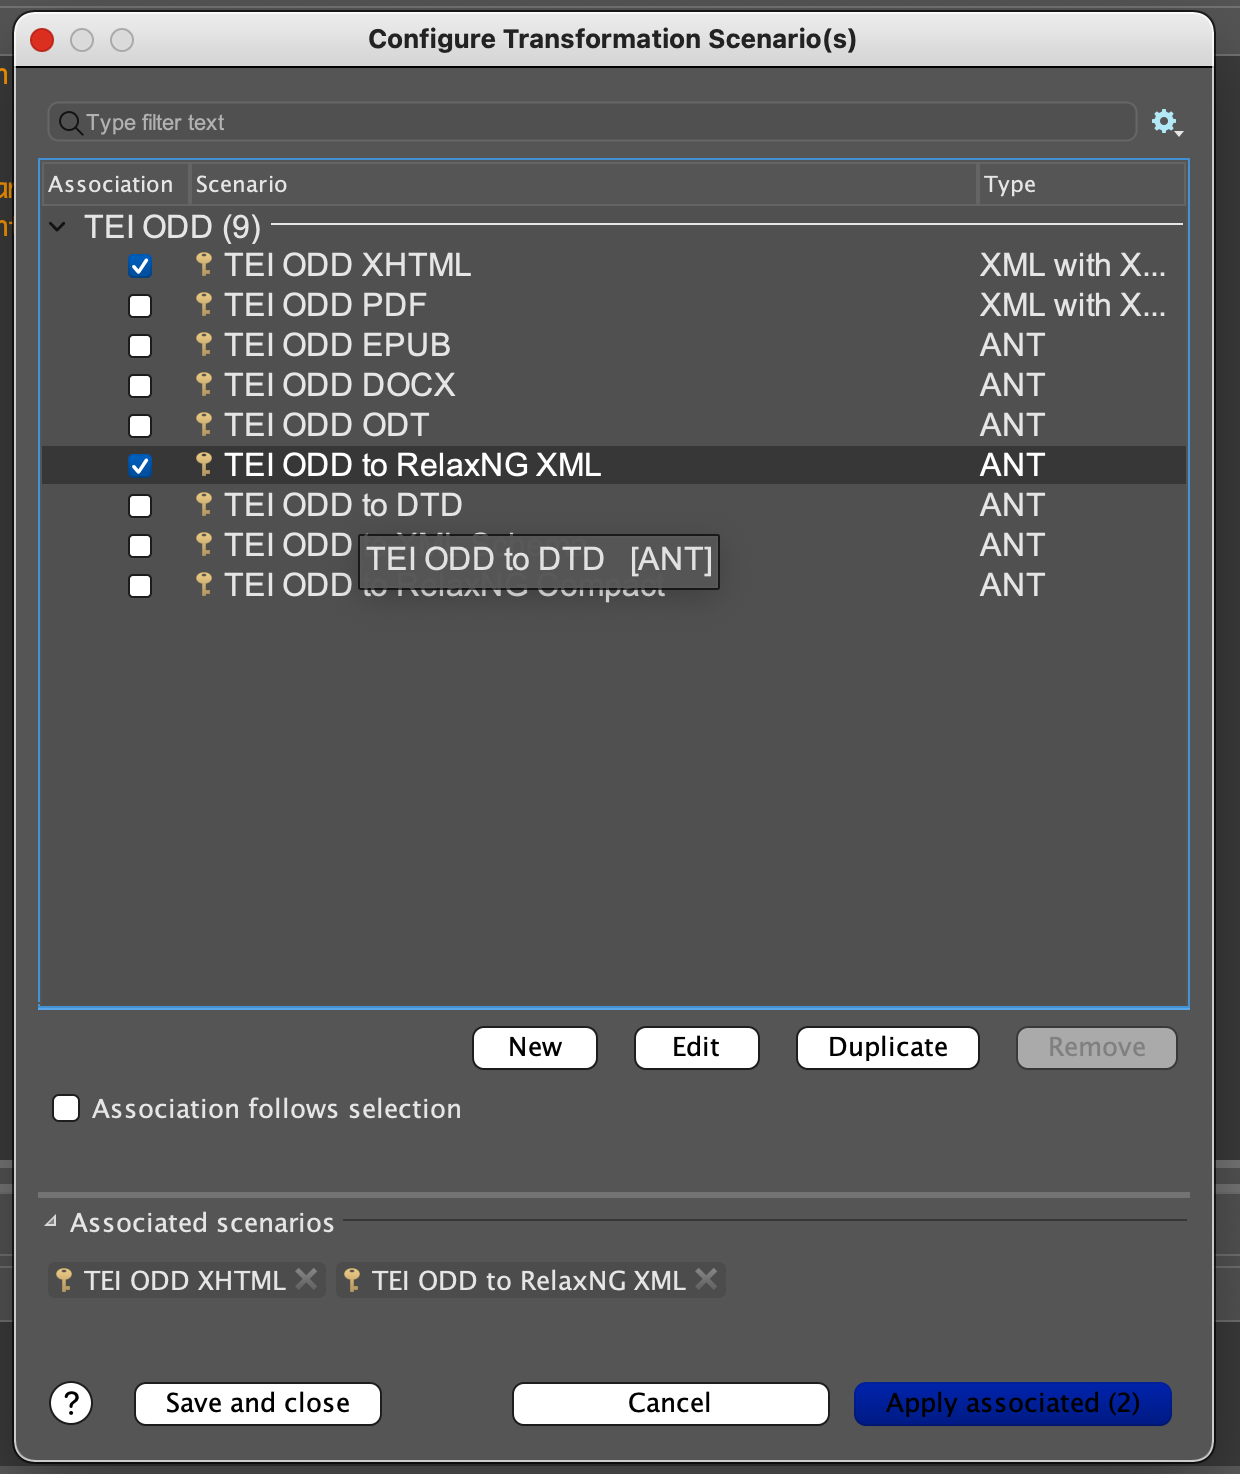 Configure Transformation Scenario(s)
Type filter text
Association Scenario Type
TEI ODD (9)
TEI ODD XHTML XML with X...
TEI ODD PDF XML with X...
TEI ODD EPUB ANT
TEI ODD DOCX ANT
TEI ODD ODT ANT
TEI ODD to RelaxNG XML ANT
TEI ODD to DTD ANT
TEI ODD ANT
TEI ODD to DTD [ANT]
TEI ODD to RelaxNG Compact ANT
New Edit Duplicate Remove
Association follows selection
Associated scenarios
TEI ODD XHTML TEI ODD to RelaxNG XML
? Save and close Cancel Apply associated (2)